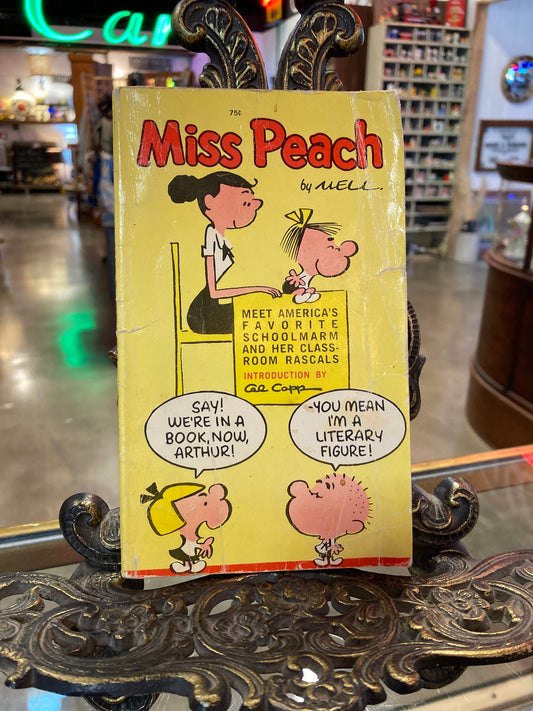 Ca
75¢
Miss Peach
by MELL.
MEET AMERICA'S
FAVORITE
SCHOOLMARM
AND HER CLASS-
ROOM RASCALS
INTRODUCTION BY
Al Capp
SAY!
WE'RE IN A
BOOK, NOW,
ARTHUR!
-YOU MEAN
I'M A
LITERARY
FIGURE!